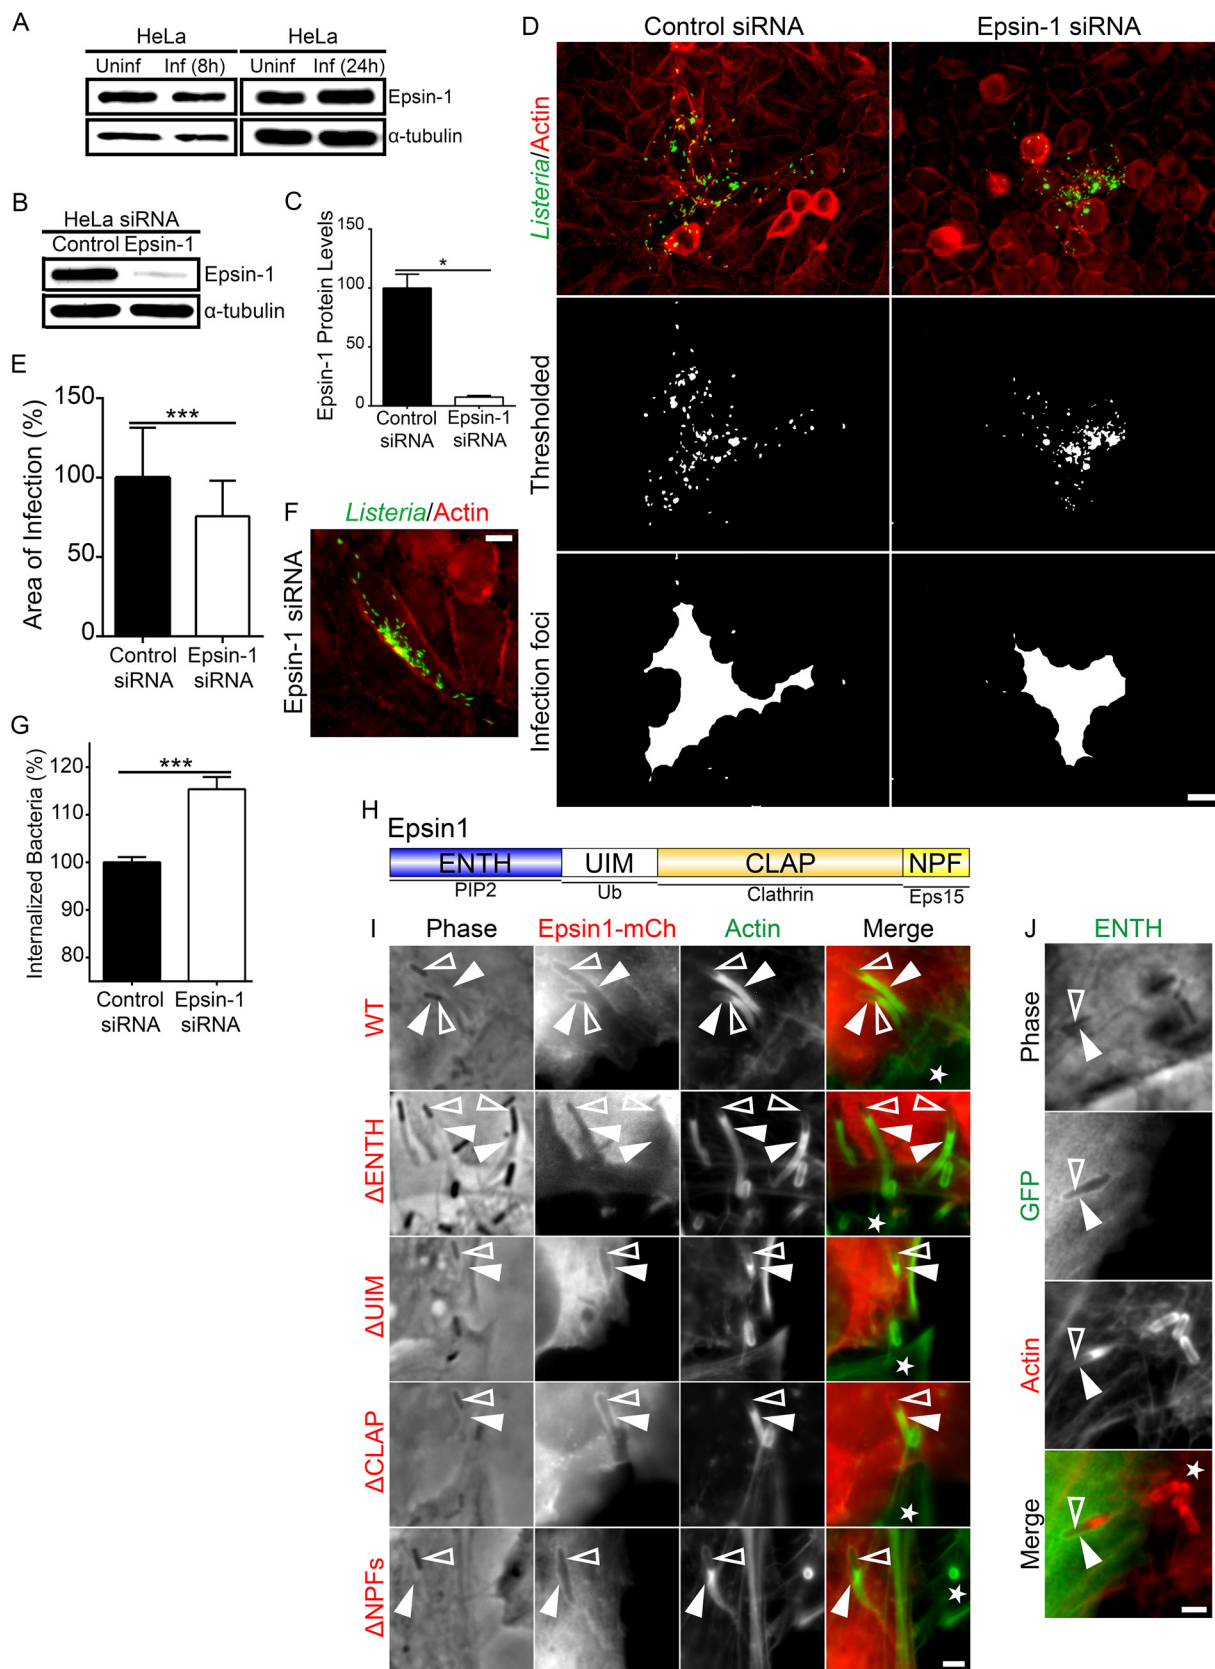 A
HeLa
HeLa
Uninf
Inf (8h)
Uninf
Inf (24h)
Epsin-1
α-tubulin
B
HeLa siRNA
Control Epsin-1
Epsin-1
α-tubulin
C
Epsin-1 Protein Levels
150
100
50
0
*
Control
siRNA
Epsin-1
siRNA
D
Control siRNA
Epsin-1 siRNA
Listeria/Actin
Thresholded
Infection foci
E
Area of Infection (%)
150
100
50
0
***
Control
siRNA
Epsin-1
siRNA
F
Listeria/Actin
Epsin-1 siRNA
G
Internalized Bacteria (%)
120
110
100
90
80
***
Control
siRNA
Epsin-1
siRNA
H
Epsin1
ENTH
UIM
CLAP
NPF
PIP2
Ub
Clathrin
Eps15
I
Phase
Epsin1-mCh
Actin
Merge
WT
ΔENTH
ΔUIM
ΔCLAP
ΔNPFs
J
ENTH
Phase
GFP
Actin
Merge